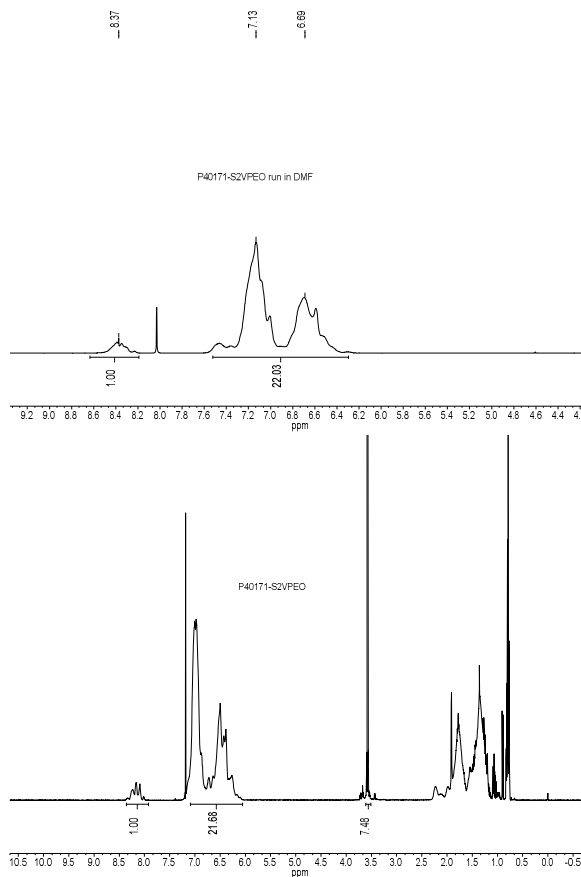 8.37 7.13 6.69
P40171-S2VPEO run in DMF
1.00 22.03
9.2 9.0 8.8 8.6 8.4 8.2 8.0 7.8 7.6 7.4 7.2 7.0 6.8 6.6 6.4 6.2 6.0 5.8 5.6 5.4 5.2 5.0 4.8 4.6 4.4 4.2
ppm
P40171-S2VPEO
1.00 21.68 7.48
10.5 10.0 9.5 9.0 8.5 8.0 7.5 7.0 6.5 6.0 5.5 5.0 4.5 4.0 3.5 3.0 2.5 2.0 1.5 1.0 0.5 0.0
ppm